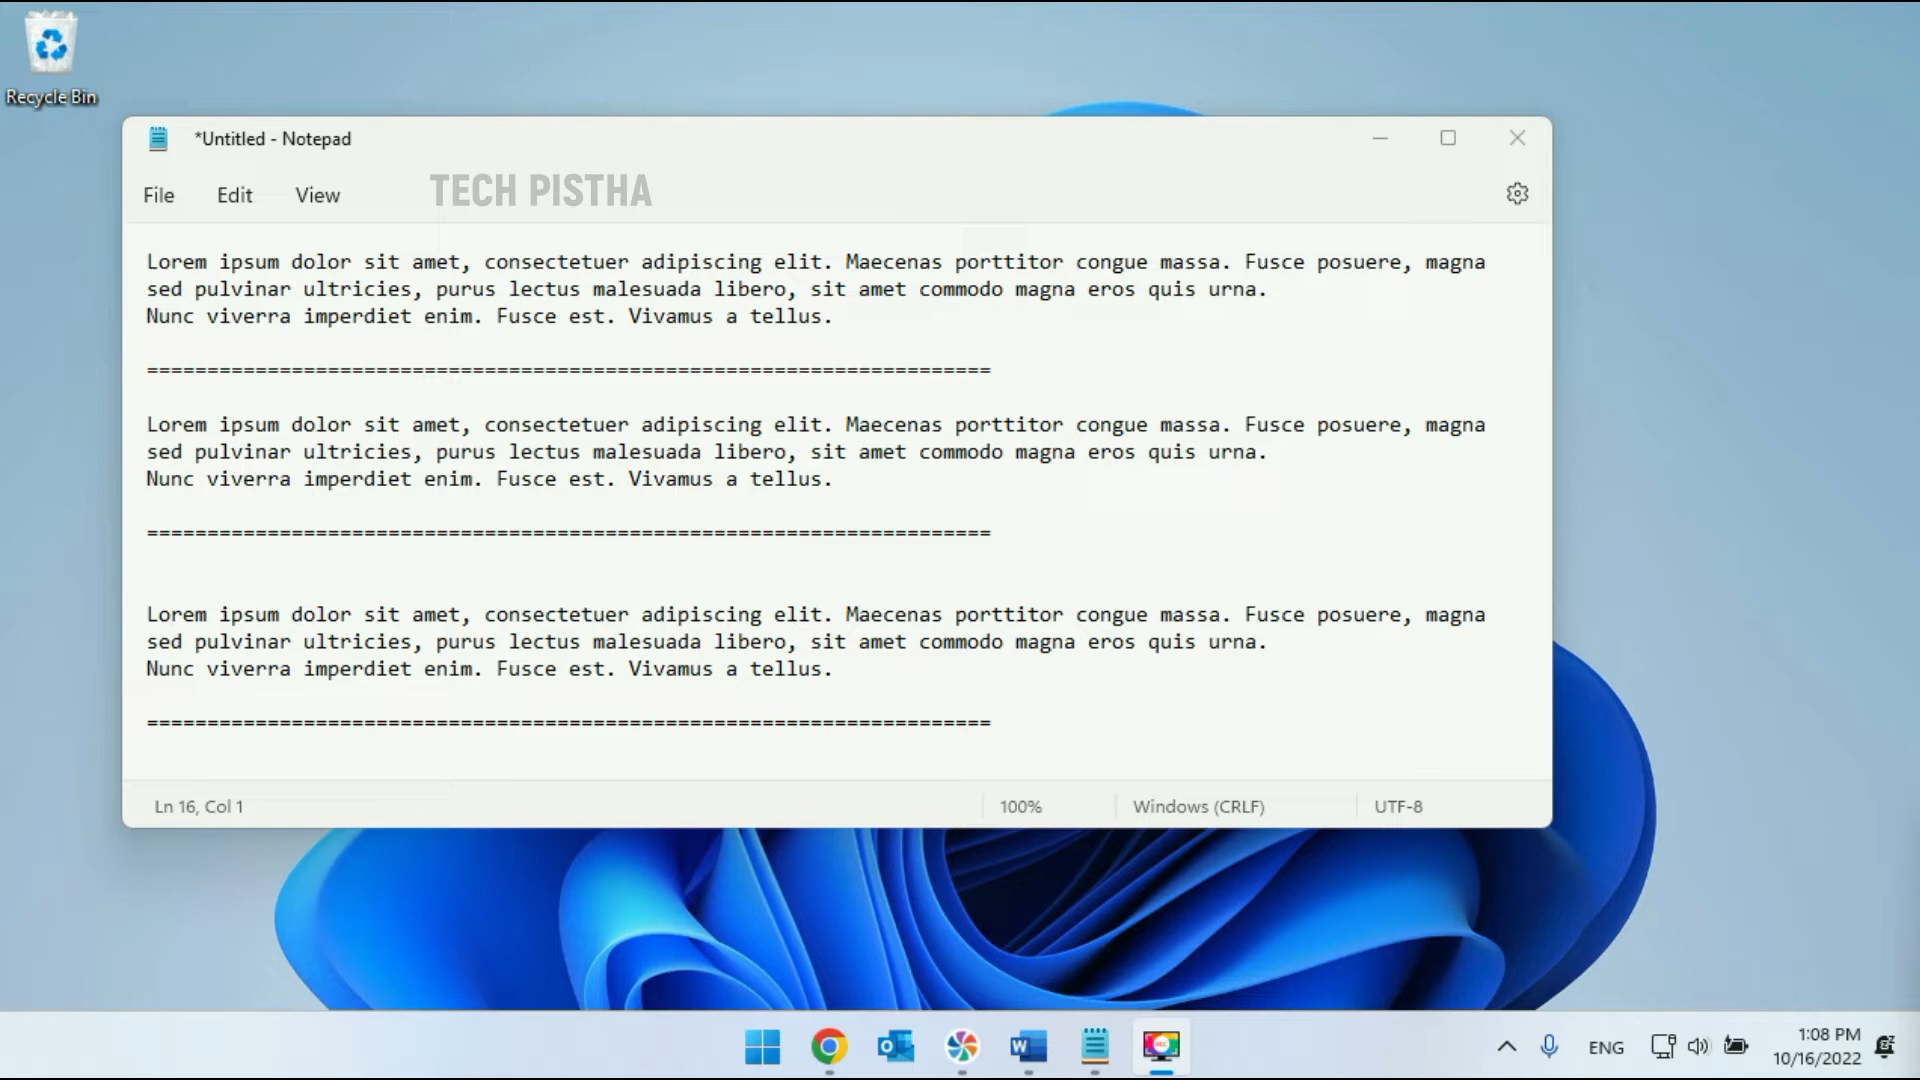 Recycle Bin
*Untitled - Notepad
File Edit View TECH PISTHA
Lorem ipsum dolor sit amet, consectetuer adipiscing elit. Maecenas porttitor congue massa. Fusce posuere, magna
sed pulvinar ultricies, purus lectus malesuada libero, sit amet commodo magna eros quis urna.
Nunc viverra imperdiet enim. Fusce est. Vivamus a tellus.
======================================================================
Lorem ipsum dolor sit amet, consectetuer adipiscing elit. Maecenas porttitor congue massa. Fusce posuere, magna
sed pulvinar ultricies, purus lectus malesuada libero, sit amet commodo magna eros quis urna.
Nunc viverra imperdiet enim. Fusce est. Vivamus a tellus.
======================================================================
Lorem ipsum dolor sit amet, consectetuer adipiscing elit. Maecenas porttitor congue massa. Fusce posuere, magna
sed pulvinar ultricies, purus lectus malesuada libero, sit amet commodo magna eros quis urna.
Nunc viverra imperdiet enim. Fusce est. Vivamus a tellus.
======================================================================
Ln 16, Col 1 100% Windows (CRLF) UTF-8
ENG 1:08 PM
10/16/2022